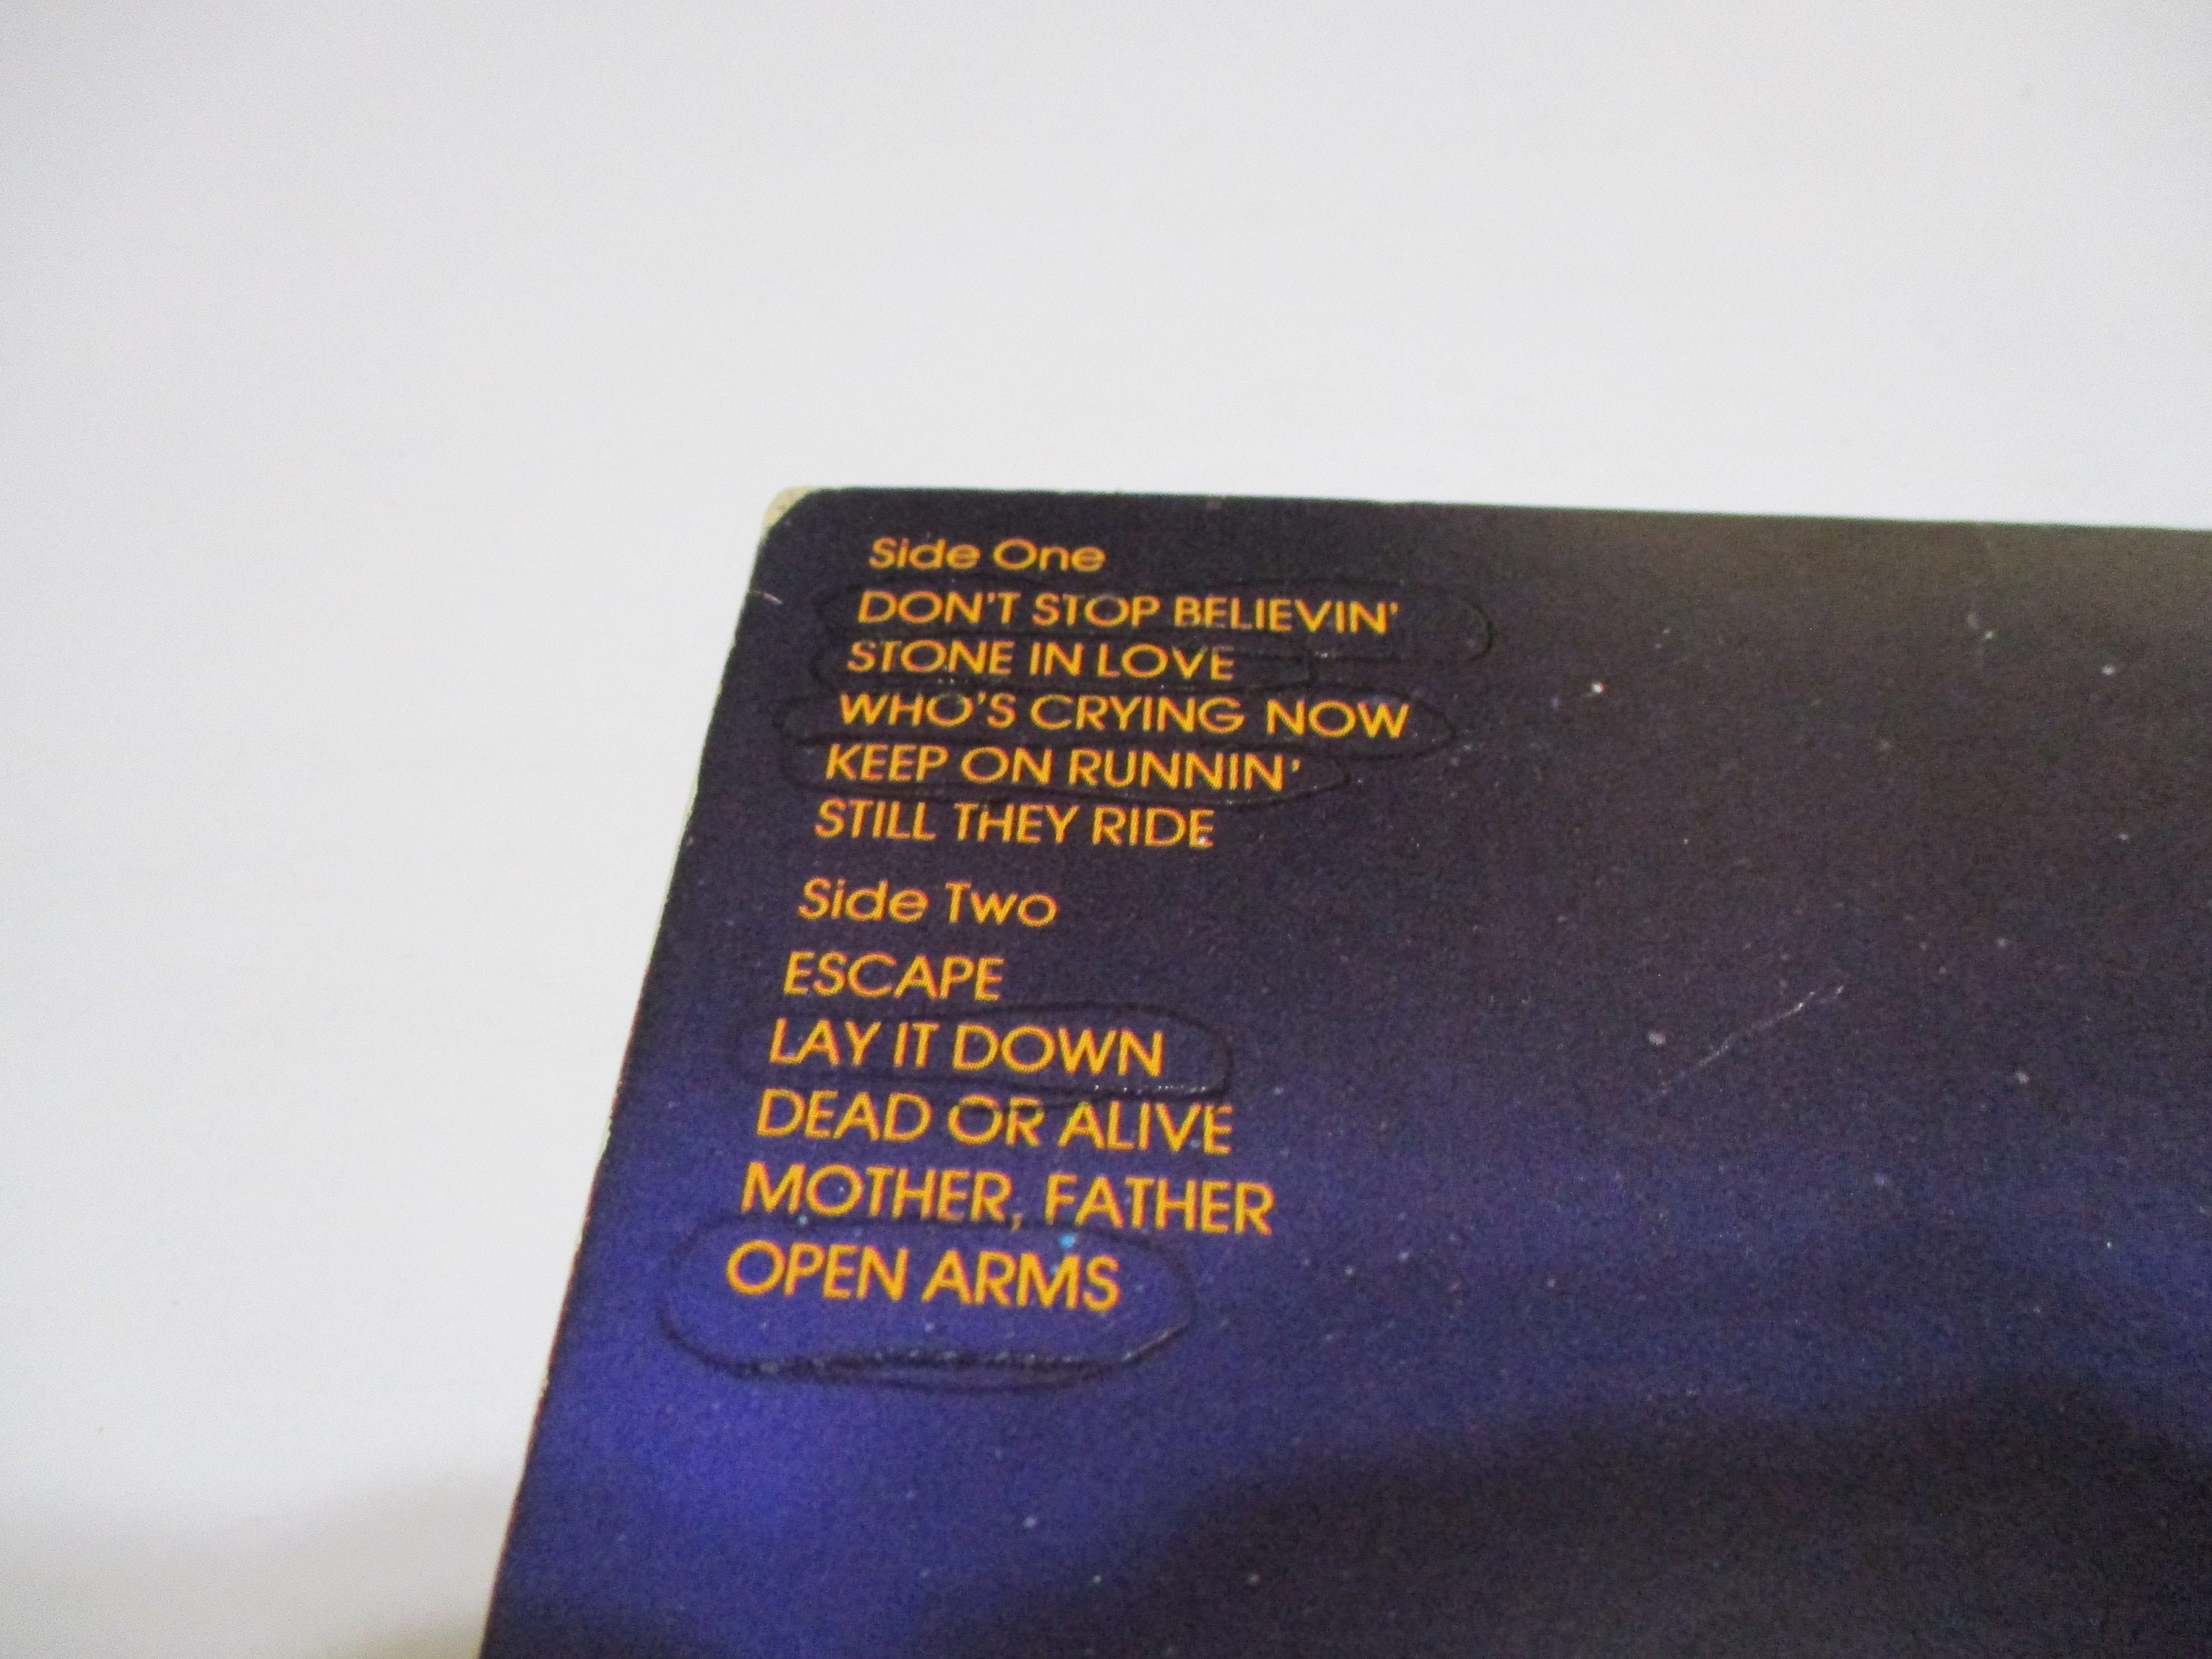 Side One
DON'T STOP BELIEVIN'
STONE IN LOVE
WHO'S CRYING NOW
KEEP ON RUNNIN'
STILL THEY RIDE
Side Two
ESCAPE
LAY IT DOWN
DEAD OR ALIVE
MOTHER, FATHER
OPEN ARMS